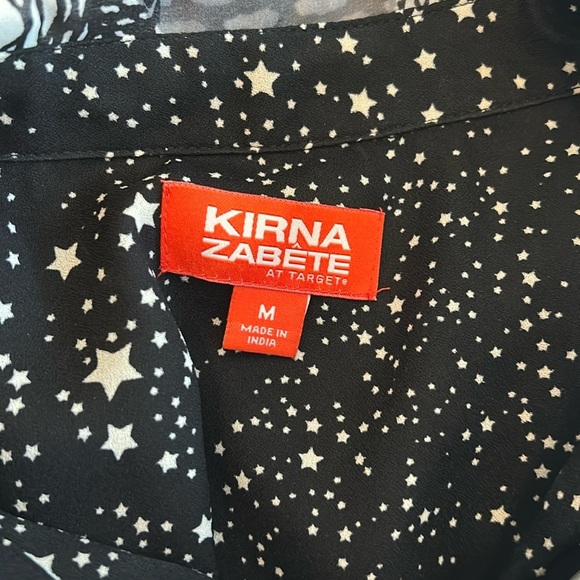 KIRNA
ZABÊTE
AT TARGET®
M
MADE IN
INDIA